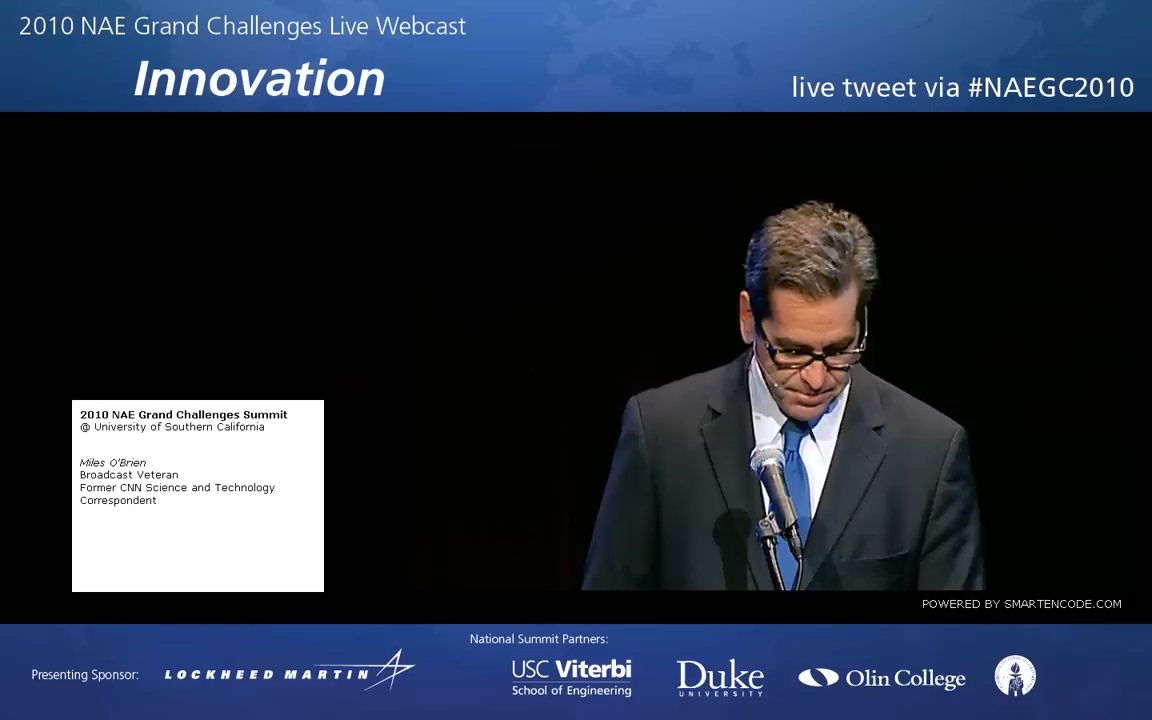 2010 NAE Grand Challenges Live Webcast
Innovation
live tweet via #NAEGC2010
2010 NAE Grand Challenges Summit
@ University of Southern California
Miles O'Brien
Broadcast Veteran
Former CNN Science and Technology
Correspondent
POWERED BY SMARTENCODE.COM
National Summit Partners:
Presenting Sponsor:
LOCKHEED MARTIN
USC Viterbi
School of Engineering
Duke
UNIVERSITY
Olin College